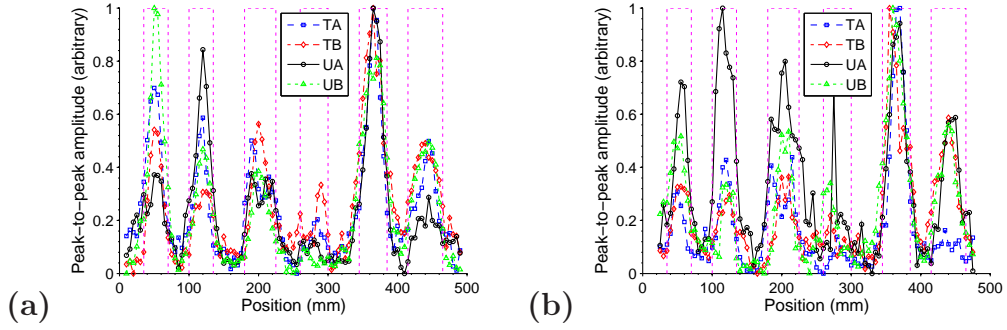 Peak-to-peak amplitude (arbitrary)
1
0.8
0.6
0.4
0.2
0
0 100 200 300 400 500
Position (mm)
TA
TB
UA
UB
(a)
Peak-to-peak amplitude (arbitrary)
1
0.8
0.6
0.4
0.2
0
0 100 200 300 400 500
Position (mm)
TA
TB
UA
UB
(b)